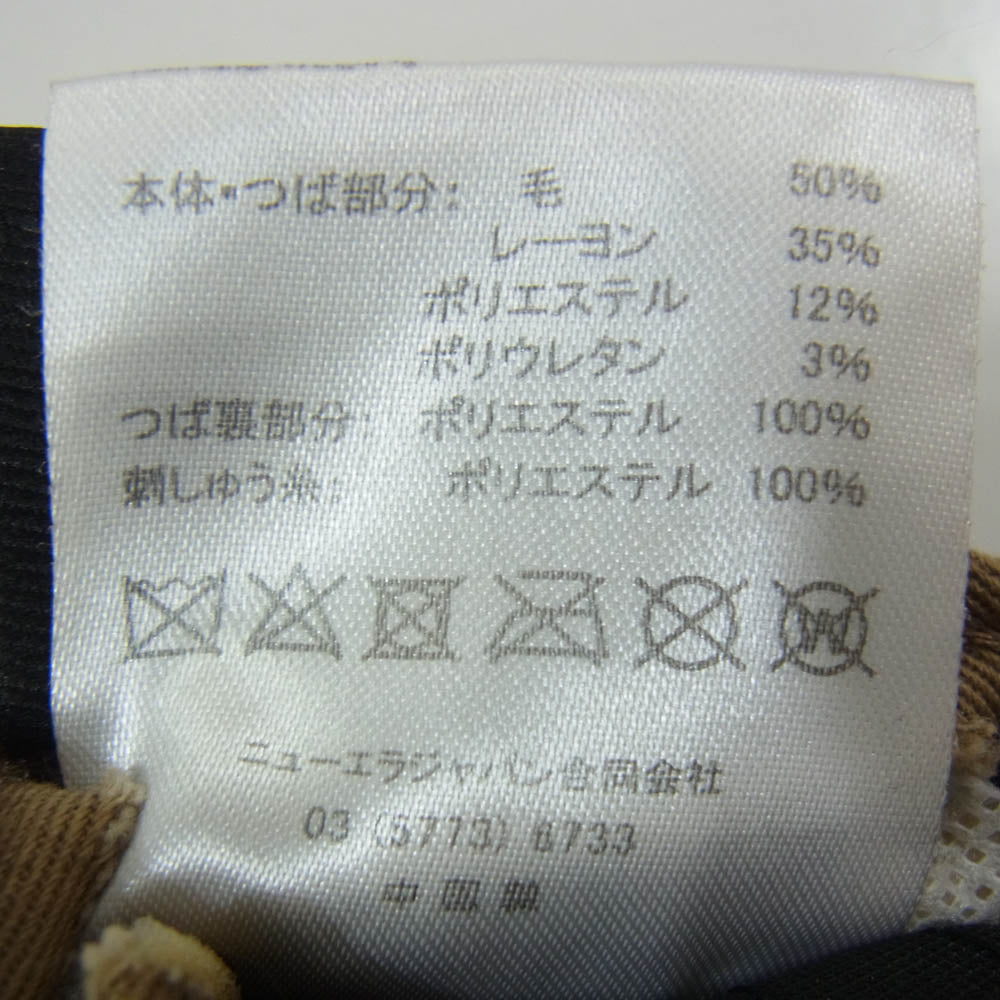 本体・つば部分: 毛 50%
レーヨン 35%
ポリエステル 12%
ポリウレタン 3%
つば裏部分: ポリエステル 100%
刺しゅう糸: ポリエステル 100%
ニューエラジャパン合同会社
03 (5773) 6733
中国製